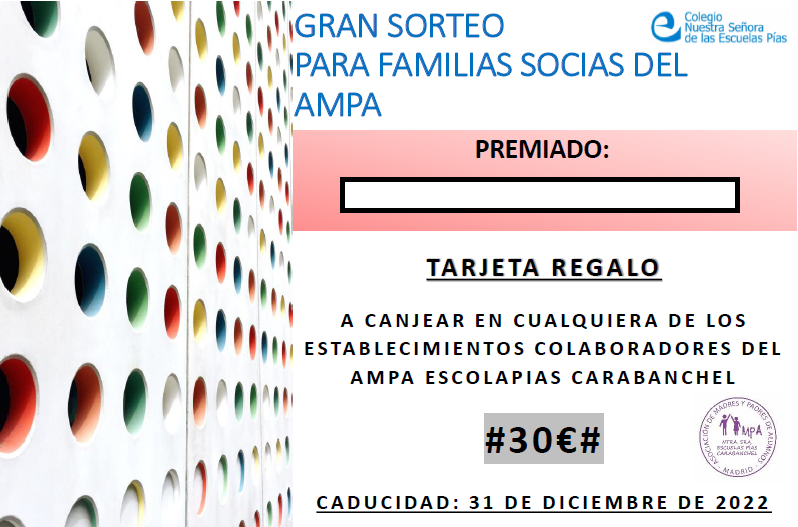 GRAN SORTEO
PARA FAMILIAS SOCIAS DEL
AMPA
Colegio
Nuestra Señora
de las Escuelas Pías
PREMIADO:
TARJETA REGALO
A CANJEAR EN CUALQUIERA DE LOS
ESTABLECIMIENTOS COLABORADORES DEL
AMPA ESCOLAPIAS CARABANCHEL
#30€#
ASOCIACIÓN DE MADRES Y PADRES DE ALUMNOS
AMPA
NTRA. SRA.
ESCUELAS PÍAS
CARABANCHEL
- MADRID -
CADUCIDAD: 31 DE DICIEMBRE DE 2022